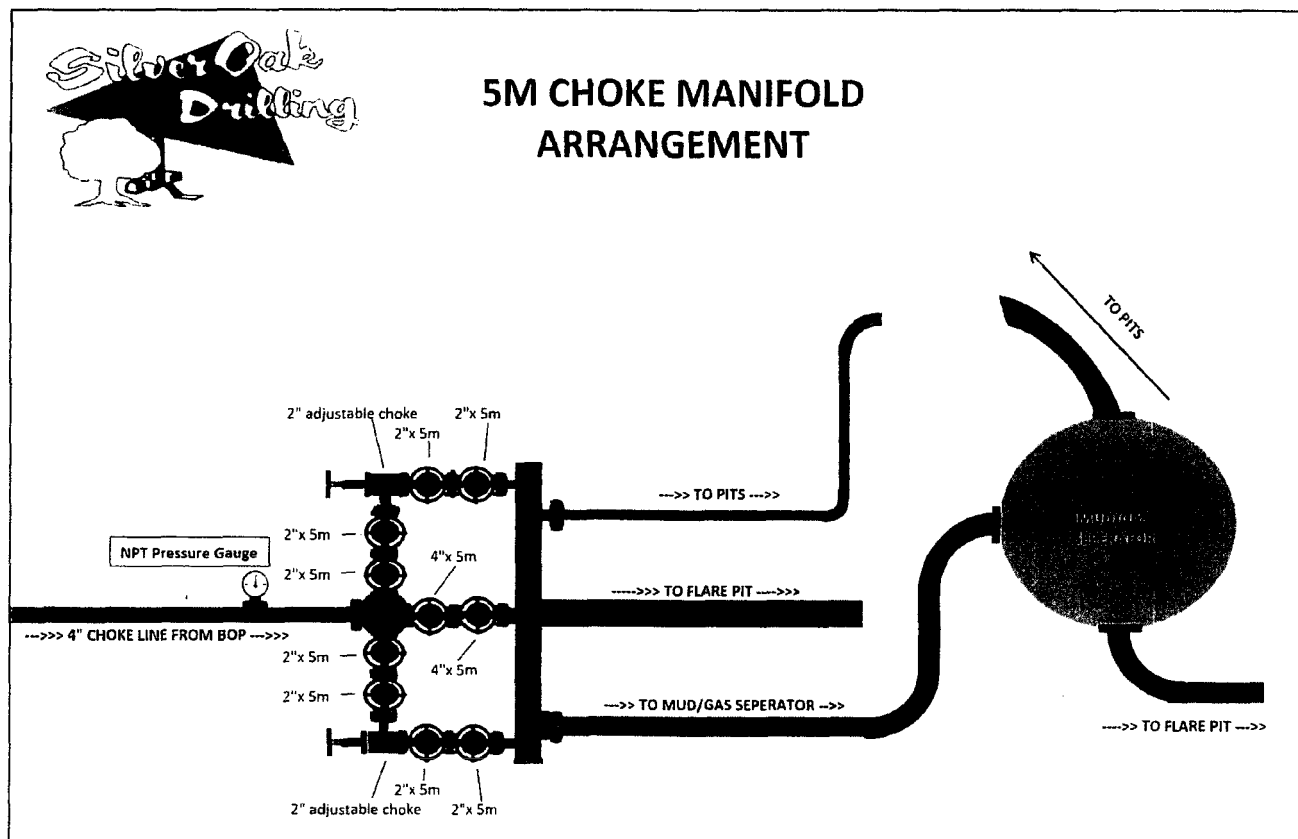 Silver Oak
Drilling
5M CHOKE MANIFOLD
ARRANGEMENT
TO PITS
2" adjustable choke
2"x 5m
2"x 5m
--->> TO PITS --->>
2"x 5m
NPT Pressure Gauge
2"x 5m
4"x 5m
----->>> TO FLARE PIT ---->>>
--->>> 4" CHOKE LINE FROM BOP --->>>
2"x 5m
4"x 5m
2"x 5m
---->> TO MUD/GAS SEPERATOR -->>
---->> TO FLARE PIT --->>
2"x 5m
2" adjustable choke
2"x 5m